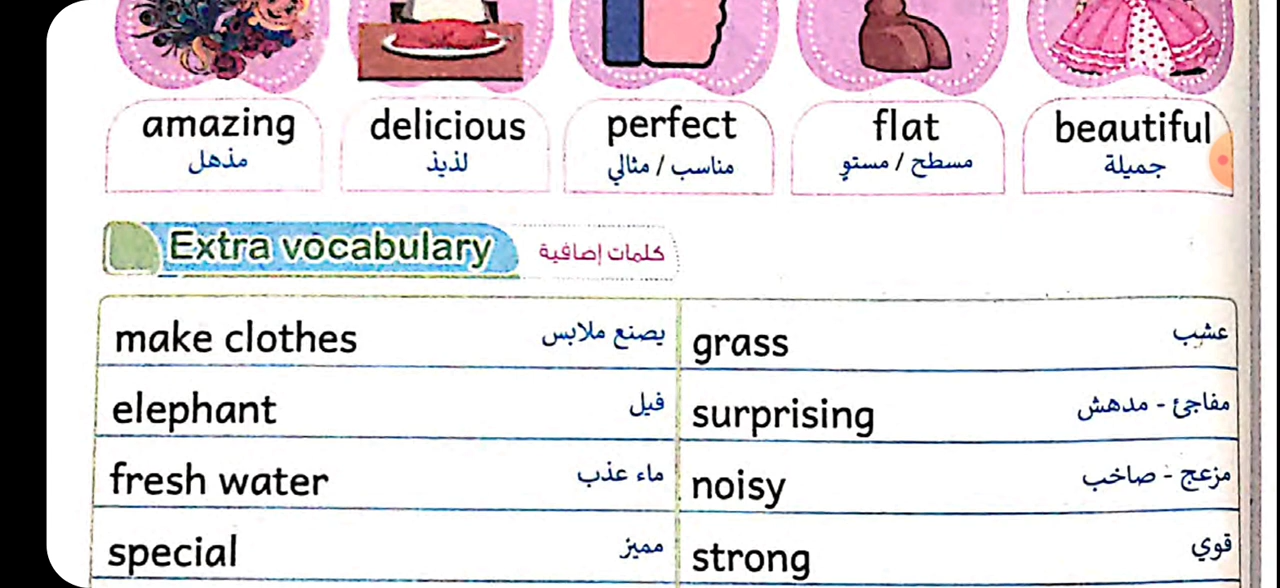 amazing delicious perfect flat beautiful
مذهل لذيذ مناسب / مثالي مسطح / مستوٍ جميلة
Extra vocabulary كلمات إضافية
make clothes يصنع ملابس grass عشب
elephant فيل surprising مفاجئ - مدهش
fresh water ماء عذب noisy مزعج - صاخب
special مميز strong قوي